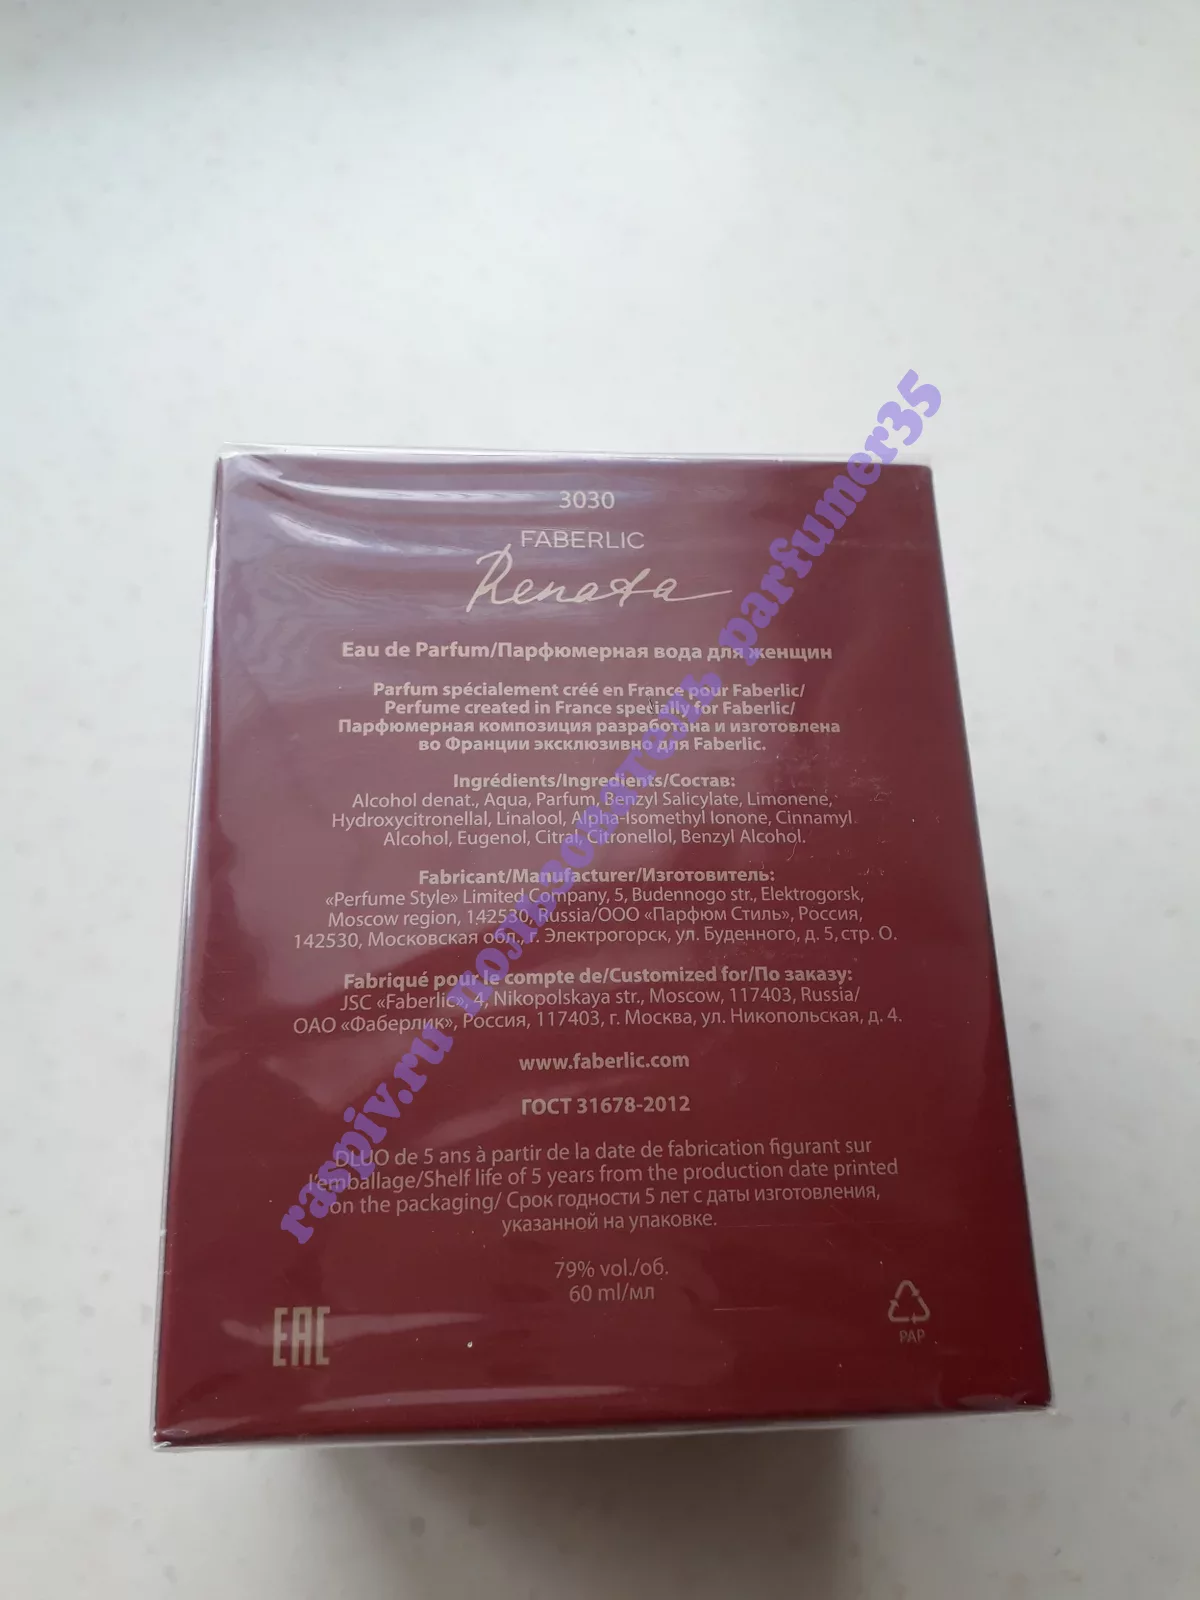 3030
FABERLIC
Renata
Eau de Parfum/Парфюмерная вода для женщин
Parfum spécialement créé en France pour Faberlic/
Perfume created in France specially for Faberlic/
Парфюмерная композиция разработана и изготовлена
во Франции эксклюзивно для Faberlic.
Ingrédients/Ingredients/Состав:
Alcohol denat., Aqua, Parfum, Benzyl Salicylate, Limonene,
Hydroxycitronellal, Linalool, Alpha-Isomethyl Ionone, Cinnamyl
Alcohol, Eugenol, Citral, Citronellol, Benzyl Alcohol.
Fabricant/Manufacturer/Изготовитель:
«Perfume Style» Limited Company, 5, Budennogo str., Elektrogorsk,
Moscow region, 142530, Russia/ООО «Парфюм Стиль», Россия,
142530, Московская обл., г. Электрогорск, ул. Буденного, д. 5, стр. О.
Fabriqué pour le compte de/Customized for/По заказу:
JSC «Faberlic», 4, Nikopolskaya str., Moscow, 117403, Russia/
ОАО «Фаберлик», Россия, 117403, г. Москва, ул. Никопольская, д. 4.
www.faberlic.com
ГОСТ 31678-2012
DLUO de 5 ans à partir de la date de fabrication figurant sur
l'emballage/Shelf life of 5 years from the production date printed
on the packaging/ Срок годности 5 лет с даты изготовления,
указанной на упаковке.
79% vol./об.
60 ml/мл
EAC
PAP
raspiv.ru пользователь parfumer35